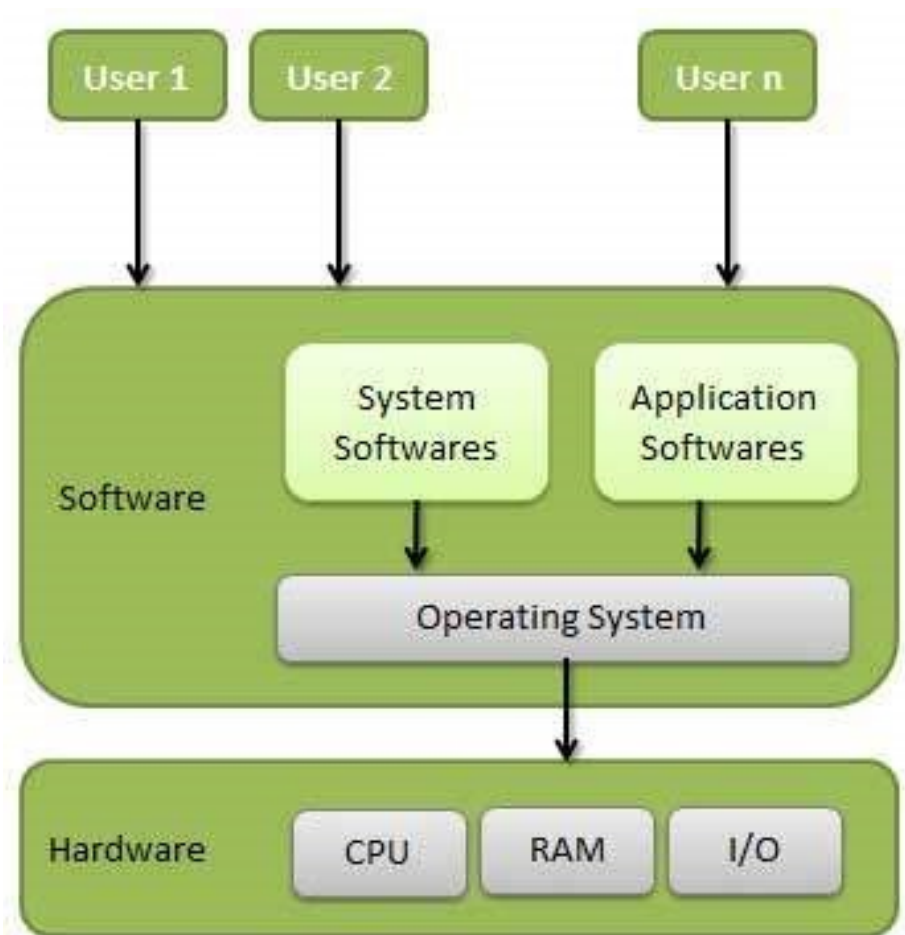 User 1
User 2
User n
System
Softwares
Application
Softwares
Software
Operating System
Hardware
CPU
RAM
I/O